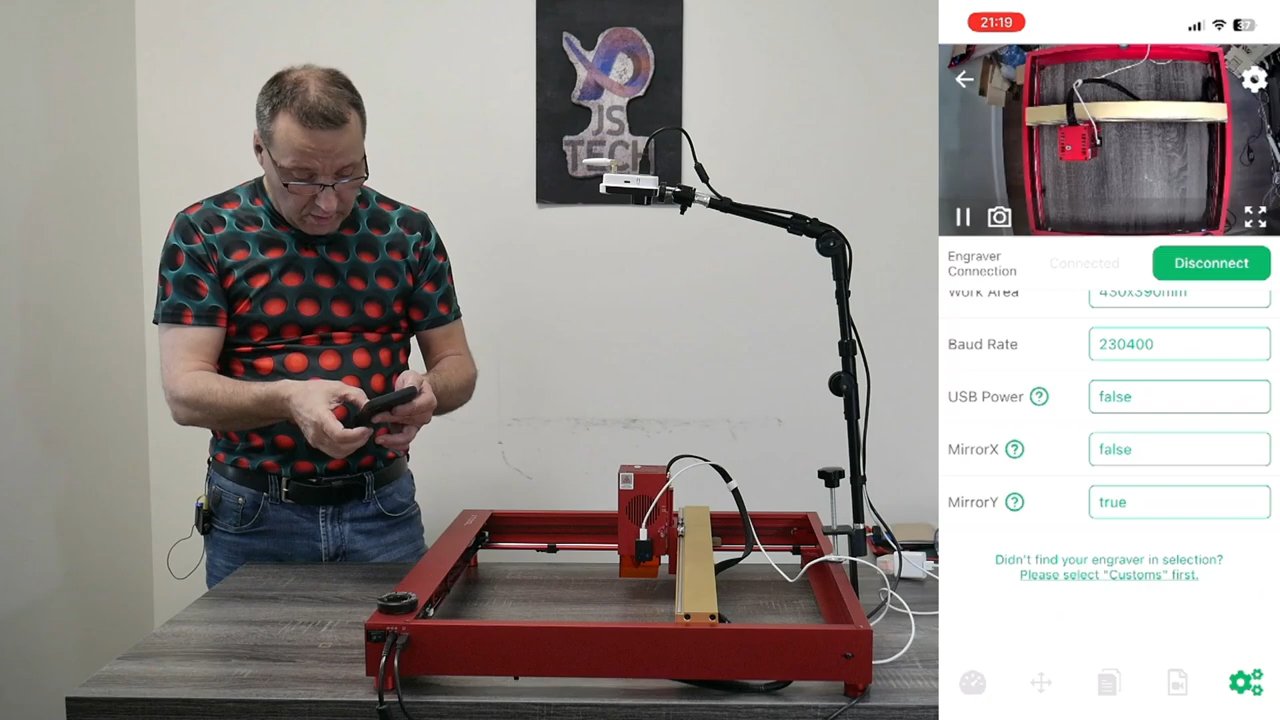 JS
TECH
21:19
37
Engraver
Connection
Connected
Disconnect
Work Area
430x390mm
Baud Rate
230400
USB Power
false
MirrorX
false
MirrorY
true
Didn't find your engraver in selection?
Please select "Customs" first.